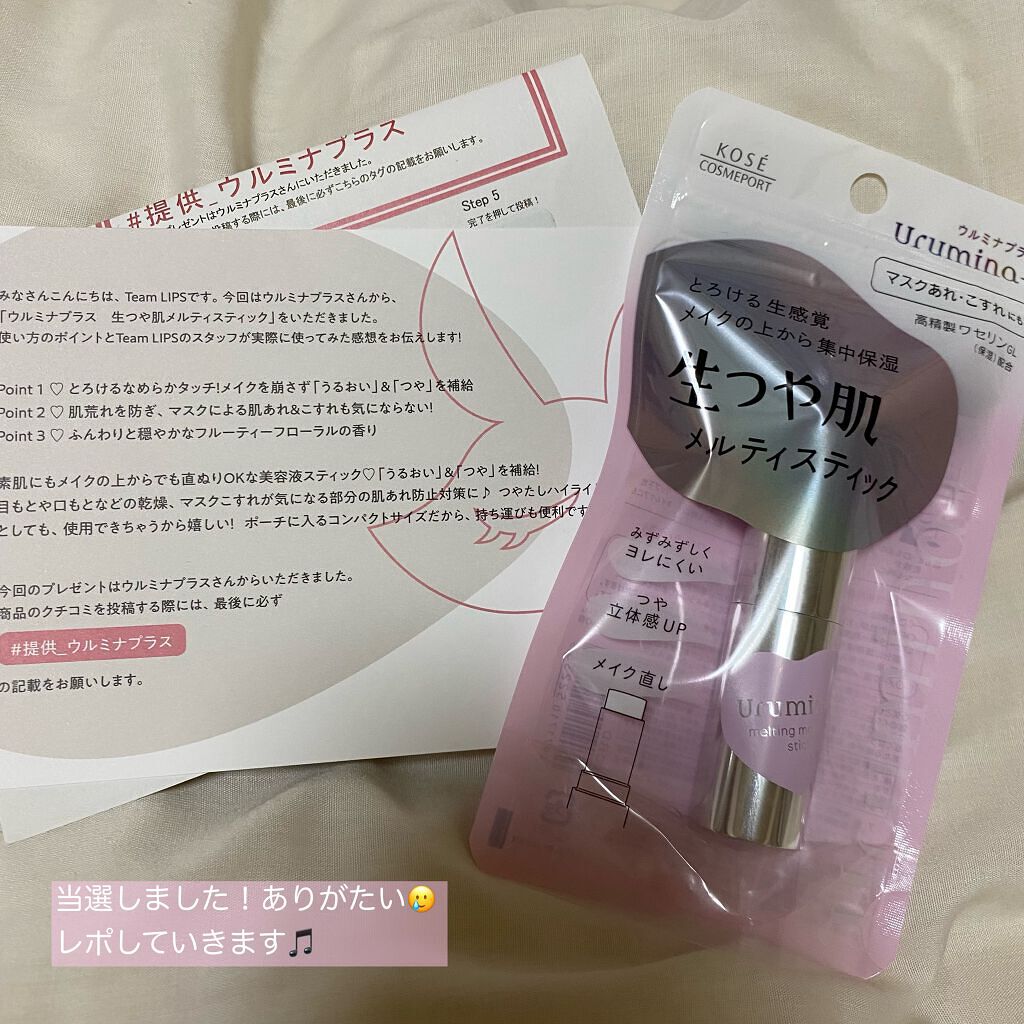 #提供_ウルミナプラス
プレゼントはウルミナプラスさんにいただきました。
投稿する際には、最後に必ずこちらのタグの記載をお願いします。
Step 5
完了を押して投稿！
みなさんこんにちは、Team LIPSです。今回はウルミナプラスさんから、
「ウルミナプラス　生つや肌メルティスティック」をいただきました。
使い方のポイントとTeam LIPSのスタッフが実際に使ってみた感想をお伝えします!
Point 1 ♡ とろけるなめらかタッチ!メイクを崩さず「うるおい」&「つや」を補給
Point 2 ♡ 肌荒れを防ぎ、マスクによる肌あれ&こすれも気にならない!
Point 3 ♡ ふんわりと穏やかなフルーティーフローラルの香り
素肌にもメイクの上からでも直ぬりOKな美容液スティック♡「うるおい」&「つや」を補給!
目もとや口もとなどの乾燥、マスクこすれが気になる部分の肌あれ防止対策に♪ つやたしハイライ
としても、使用できちゃうから嬉しい! ポーチに入るコンパクトサイズだから、持ち運びも便利です
今回のプレゼントはウルミナプラスさんからいただきました。
商品のクチコミを投稿する際には、最後に必ず
#提供_ウルミナプラス
の記載をお願いします。
KOSÉ
COSMEPORT
ウルミナプラ
Urumina
マスクあれ・こすれにも
高精製ワセリンGL
(保湿)配合
とろける生感覚
メイクの上から集中保湿
生つや肌
メルティスティック
みずみずしく
ヨレにくい
つや
立体感UP
メイク直し
Urumi
melting m
stic
当選しました！ありがたい🥲
レポしていきます🎵